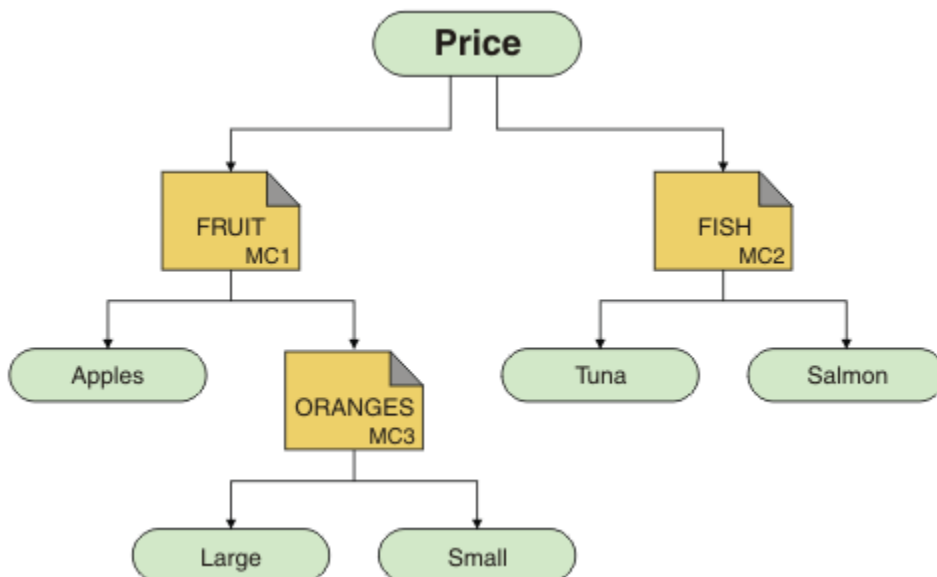 Price
FRUIT
MC1
FISH
MC2
Apples
ORANGES
MC3
Tuna
Salmon
Large
Small